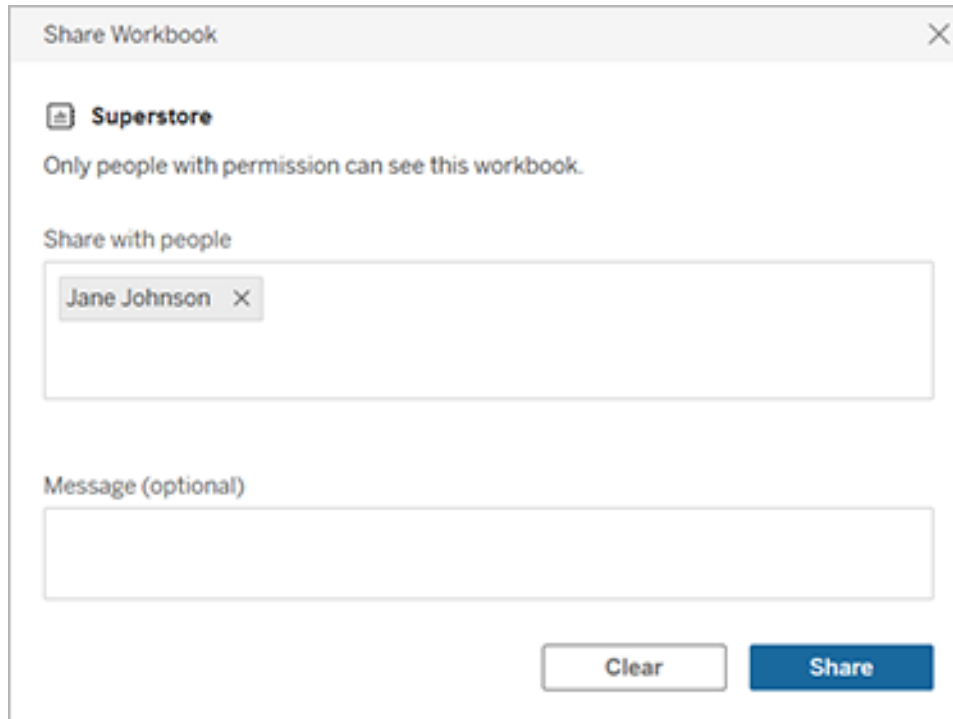 Share Workbook
Superstore
Only people with permission can see this workbook.
Share with people
Jane Johnson
Message (optional)
Clear
Share